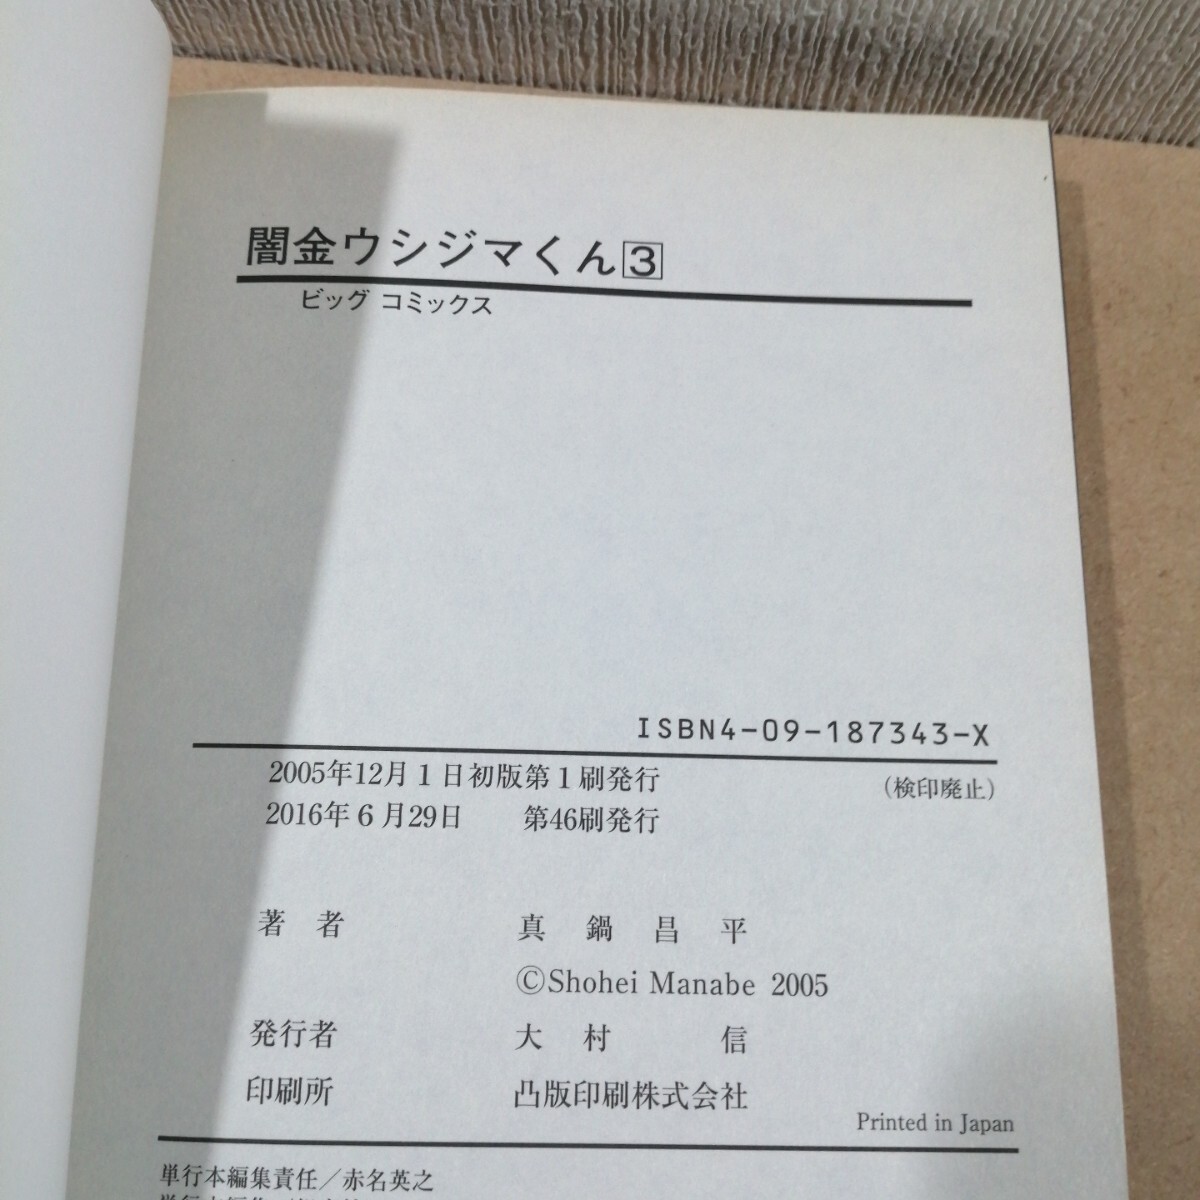 闇金ウシジマくん3
ビッグ コミックス
ISBN4-09-187343-X
2005年12月1日初版第1刷発行
(検印廃止)
2016年6月29日 第46刷発行
著者 真鍋昌平
©Shohei Manabe 2005
発行者 大村信
印刷所 凸版印刷株式会社
Printed in Japan
単行本編集責任/赤名英之